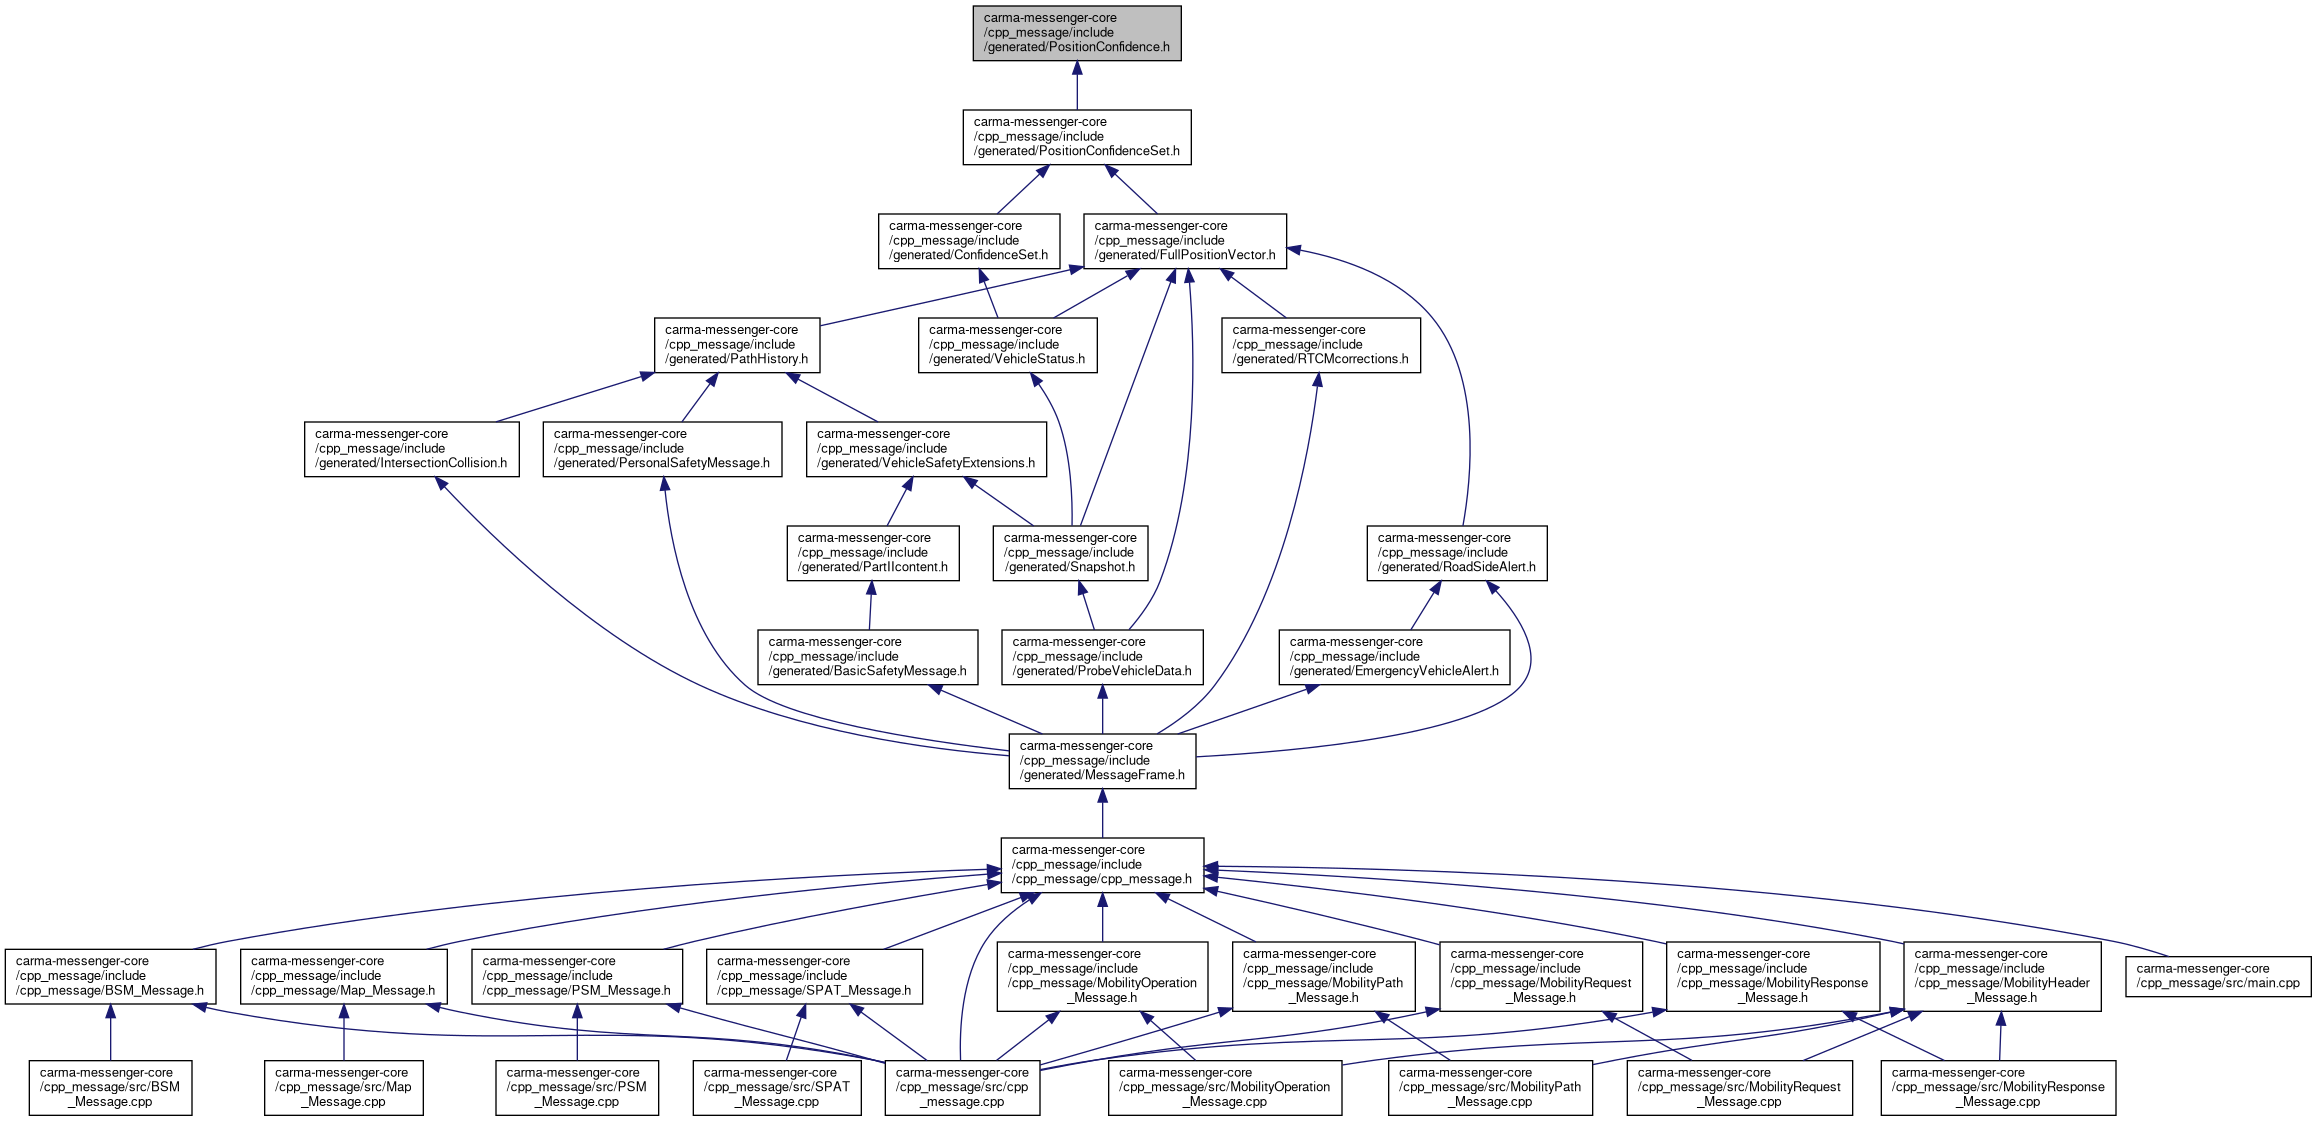 carma-messenger-core
/cpp_message/include
/generated/PositionConfidence.h
carma-messenger-core
/cpp_message/include
/generated/PositionConfidenceSet.h
carma-messenger-core
/cpp_message/include
/generated/ConfidenceSet.h
carma-messenger-core
/cpp_message/include
/generated/FullPositionVector.h
carma-messenger-core
/cpp_message/include
/generated/PathHistory.h
carma-messenger-core
/cpp_message/include
/generated/VehicleStatus.h
carma-messenger-core
/cpp_message/include
/generated/RTCMcorrections.h
carma-messenger-core
/cpp_message/include
/generated/IntersectionCollision.h
carma-messenger-core
/cpp_message/include
/generated/PersonalSafetyMessage.h
carma-messenger-core
/cpp_message/include
/generated/VehicleSafetyExtensions.h
carma-messenger-core
/cpp_message/include
/generated/PartIIcontent.h
carma-messenger-core
/cpp_message/include
/generated/Snapshot.h
carma-messenger-core
/cpp_message/include
/generated/RoadSideAlert.h
carma-messenger-core
/cpp_message/include
/generated/BasicSafetyMessage.h
carma-messenger-core
/cpp_message/include
/generated/ProbeVehicleData.h
carma-messenger-core
/cpp_message/include
/generated/EmergencyVehicleAlert.h
carma-messenger-core
/cpp_message/include
/generated/MessageFrame.h
carma-messenger-core
/cpp_message/include
/cpp_message/cpp_message.h
carma-messenger-core
/cpp_message/include
/cpp_message/BSM_Message.h
carma-messenger-core
/cpp_message/include
/cpp_message/Map_Message.h
carma-messenger-core
/cpp_message/include
/cpp_message/PSM_Message.h
carma-messenger-core
/cpp_message/include
/cpp_message/SPAT_Message.h
carma-messenger-core
/cpp_message/include
/cpp_message/MobilityOperation
_Message.h
carma-messenger-core
/cpp_message/include
/cpp_message/MobilityPath
_Message.h
carma-messenger-core
/cpp_message/include
/cpp_message/MobilityRequest
_Message.h
carma-messenger-core
/cpp_message/include
/cpp_message/MobilityResponse
_Message.h
carma-messenger-core
/cpp_message/include
/cpp_message/MobilityHeader
_Message.h
carma-messenger-core
/cpp_message/src/main.cpp
carma-messenger-core
/cpp_message/src/BSM
_Message.cpp
carma-messenger-core
/cpp_message/src/Map
_Message.cpp
carma-messenger-core
/cpp_message/src/PSM
_Message.cpp
carma-messenger-core
/cpp_message/src/SPAT
_Message.cpp
carma-messenger-core
/cpp_message/src/cpp
_message.cpp
carma-messenger-core
/cpp_message/src/MobilityOperation
_Message.cpp
carma-messenger-core
/cpp_message/src/MobilityPath
_Message.cpp
carma-messenger-core
/cpp_message/src/MobilityRequest
_Message.cpp
carma-messenger-core
/cpp_message/src/MobilityResponse
_Message.cpp